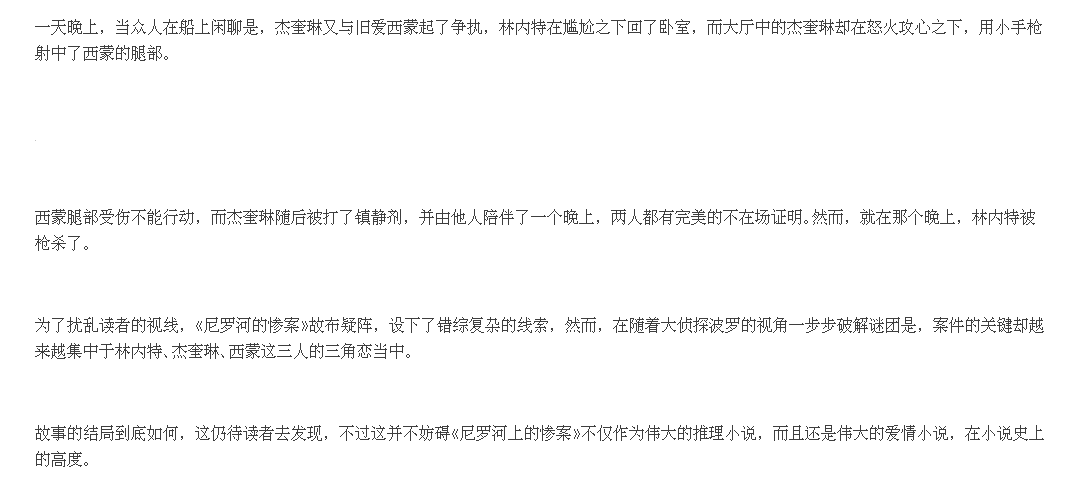 一天晚上，当众人在船上闲聊是，杰奎琳又与旧爱西蒙起了争执，林内特在尴尬之下回了卧室，而大厅中的杰奎琳却在怒火攻心之下，用小手枪
射中了西蒙的腿部。
西蒙腿部受伤不能行动，而杰奎琳随后被打了镇静剂，并由他人陪伴了一个晚上，两人都有完美的不在场证明。然而，就在那个晚上，林内特被
枪杀了。
为了扰乱读者的视线，《尼罗河的惨案》故布疑阵，设下了错综复杂的线索，然而，在随着大侦探波罗的视角一步步破解谜团是，案件的关键却越
来越集中于林内特、杰奎琳、西蒙这三人的三角恋当中。
故事的结局到底如何，这仍待读者去发现，不过这并不妨碍《尼罗河上的惨案》不仅作为伟大的推理小说，而且还是伟大的爱情小说，在小说史上
的高度。